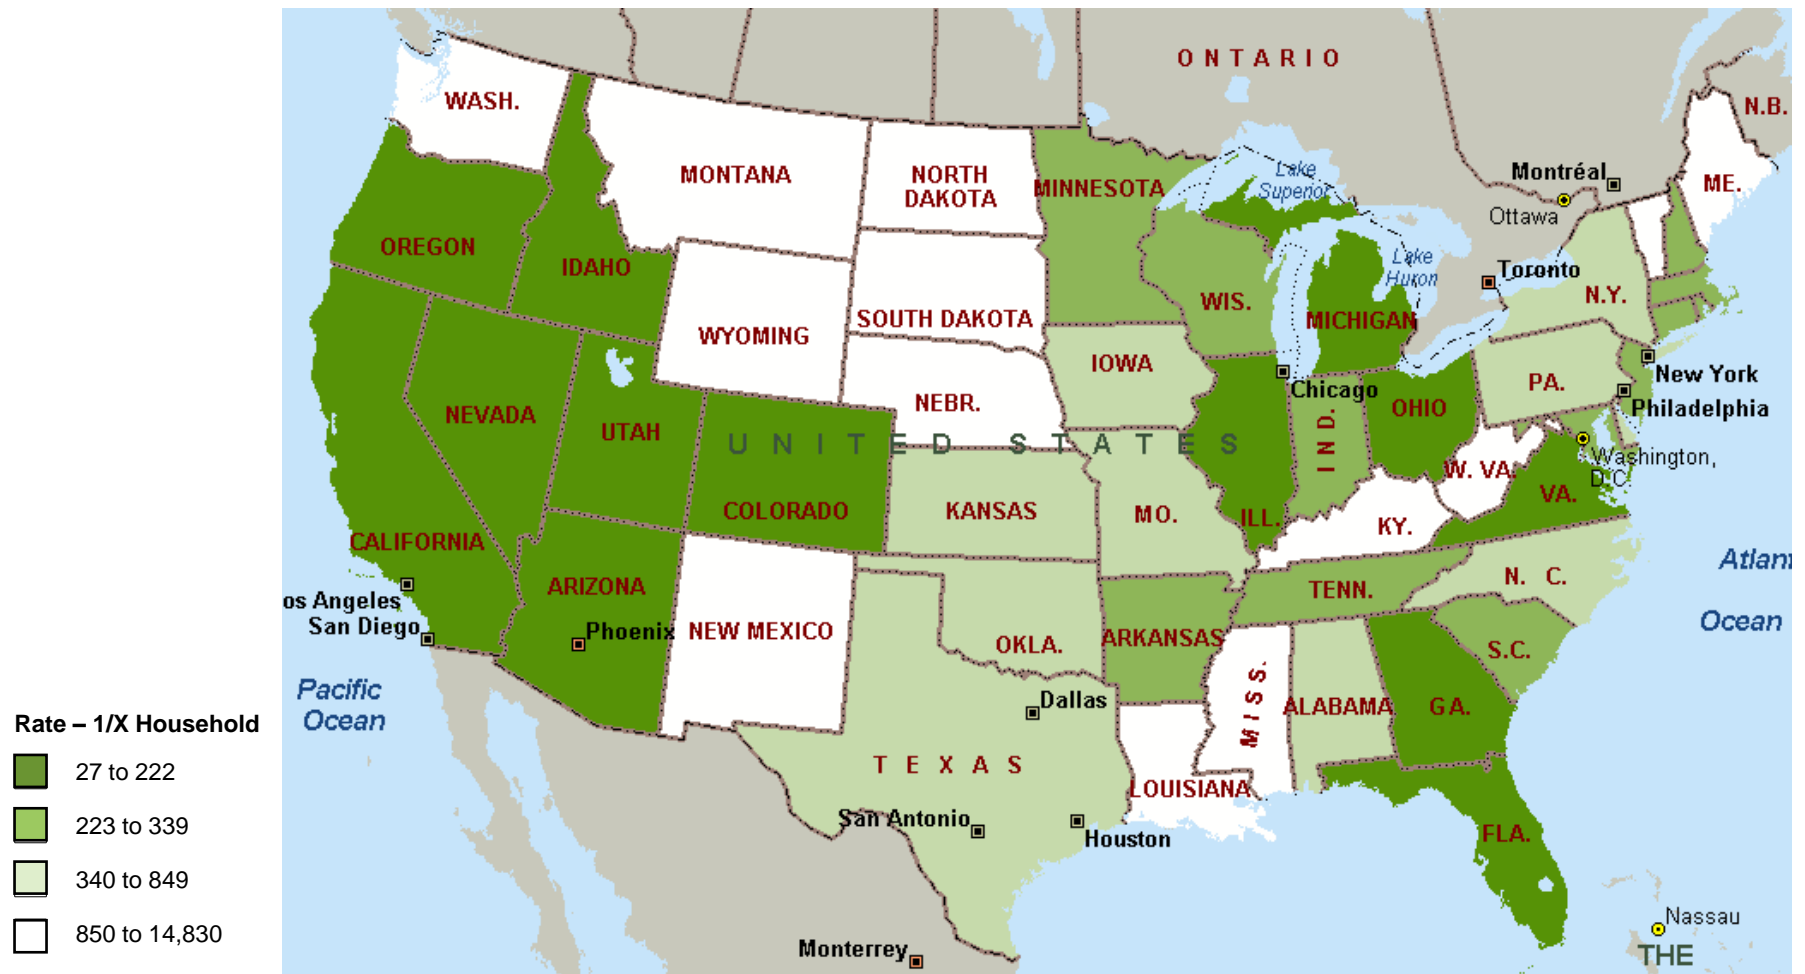 ONTARIO
N.B.
WASH.
MONTANA
NORTH
DAKOTA
MINNESOTA
Lake
Superior
Montréal
Ottawa
ME.
OREGON
IDAHO
Lake
Huron
Toronto
N.Y.
WIS.
MICHIGAN
SOUTH DAKOTA
WYOMING
IOWA
New York
PA.
Philadelphia
Chicago
OHIO
NEBR.
NEVADA
UTAH
UNITED STATES
IND.
W. VA.
Washington,
D.C.
VA.
COLORADO
KANSAS
MO.
ILL.
KY.
CALIFORNIA
ARIZONA
TENN.
N. C.
Atlan
Ocean
os Angeles
San Diego
Phoenix
NEW MEXICO
OKLA.
ARKANSAS
S.C.
MISS.
ALABAMA
GA.
Pacific
Ocean
Dallas
TEXAS
LOUISIANA
San Antonio
Houston
FLA.
Nassau
THE
Monterrey
Rate – 1/X Household
27 to 222
223 to 339
340 to 849
850 to 14,830